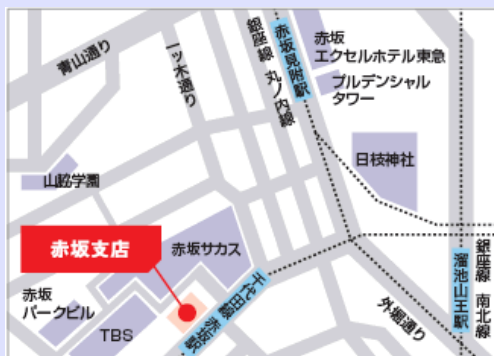 青山通り
一ツ木通り
銀座線 丸ノ内線
赤坂見附駅
赤坂
エクセルホテル東急
プルデンシャル
タワー
日枝神社
山脇学園
赤坂支店
赤坂サカス
赤坂
パークビル
TBS
千代田線
赤坂駅
外堀通り
溜池山王駅
銀座線 南北線